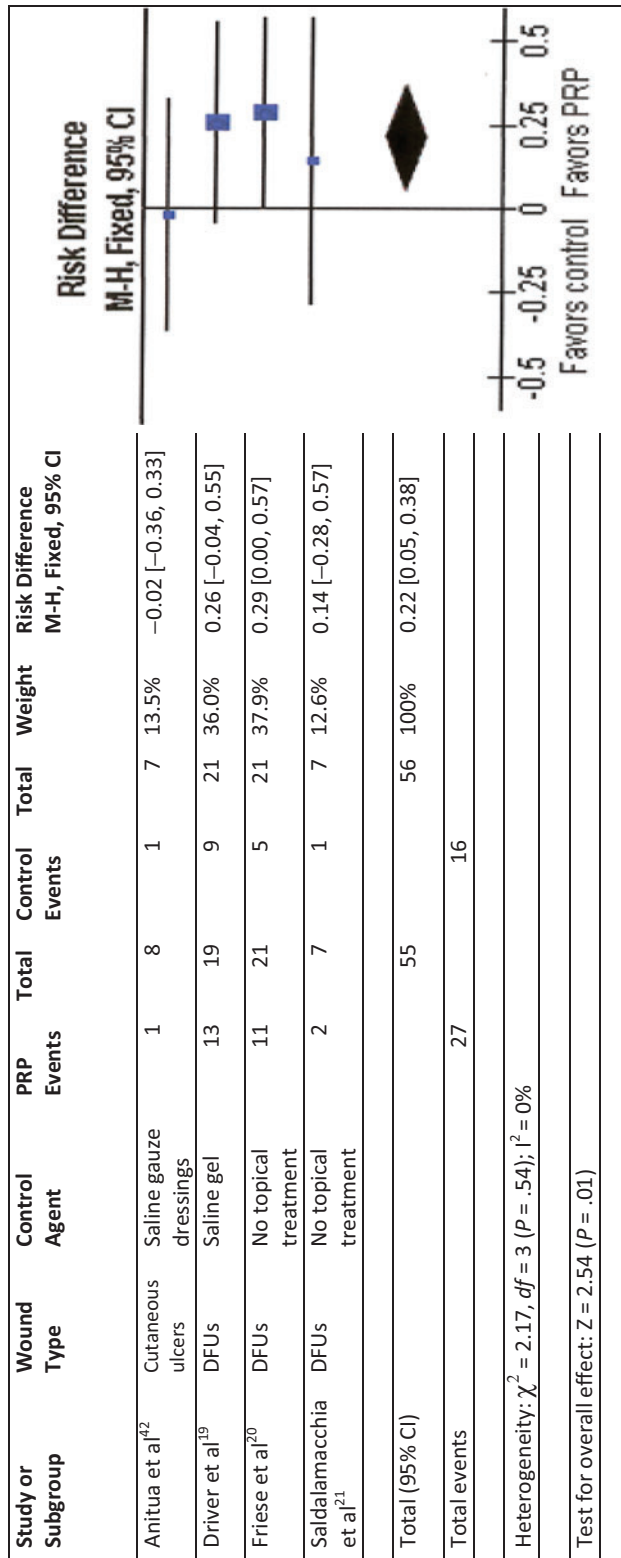 Study or Subgroup | Wound Type | Control Agent | PRP Events | Total | Control Events | Total | Weight | Risk Difference M-H, Fixed, 95% CI | Risk Difference M-H, Fixed, 95% CI
Anitua et al42 | Cutaneous ulcers | Saline gauze dressings | 1 | 8 | 1 | 7 | 13.5% | −0.02 [−0.36, 0.33]
Driver et al19 | DFUs | Saline gel | 13 | 19 | 9 | 21 | 36.0% | 0.26 [−0.04, 0.55]
Friese et al20 | DFUs | No topical treatment | 11 | 21 | 5 | 21 | 37.9% | 0.29 [0.00, 0.57]
Saldalamacchia et al21 | DFUs | No topical treatment | 2 | 7 | 1 | 7 | 12.6% | 0.14 [−0.28, 0.57]
Total (95% CI) | 55 | 56 | 100% | 0.22 [0.05, 0.38]
Total events | 27 | 16
Heterogeneity: χ2 = 2.17, df = 3 (P = .54); I2 = 0%
Test for overall effect: Z = 2.54 (P = .01)
-0.5 -0.25 0 0.25 0.5
Favors control Favors PRP